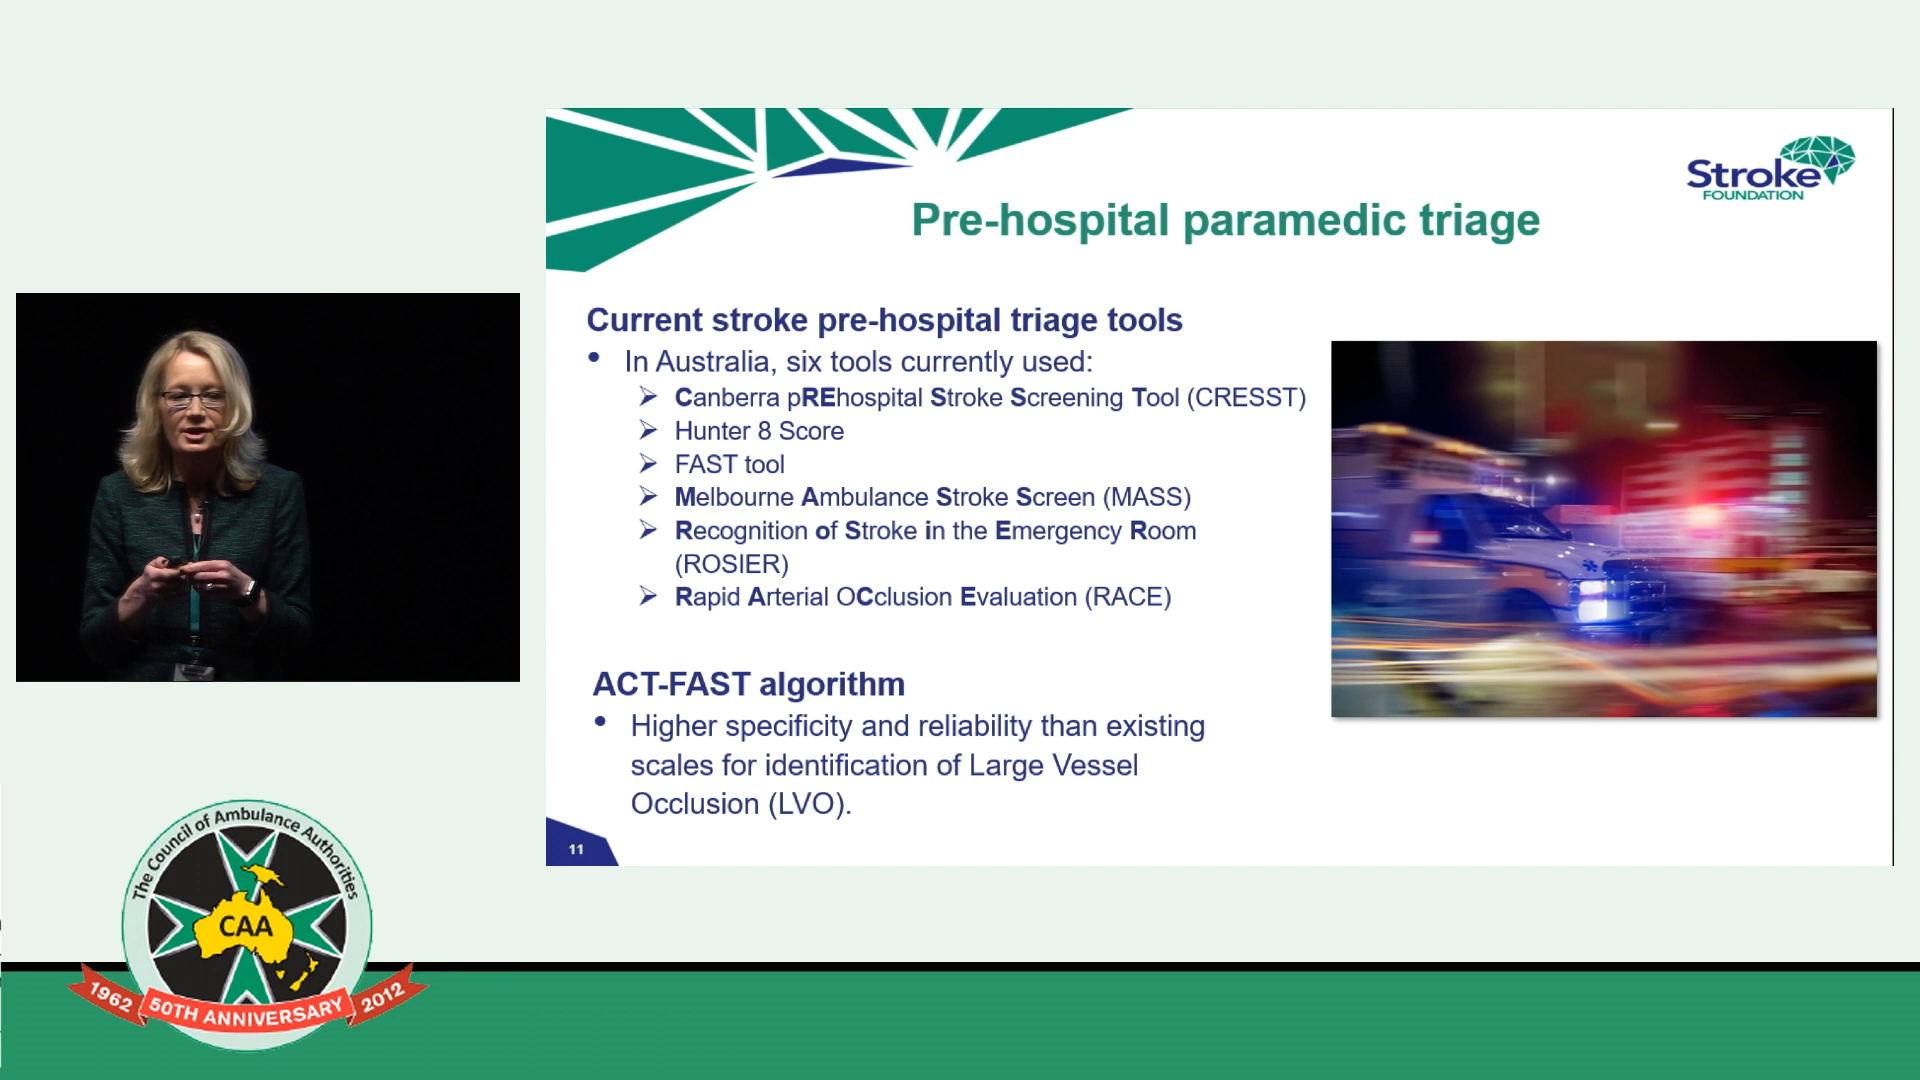 Stroke
FOUNDATION
Pre-hospital paramedic triage
Current stroke pre-hospital triage tools
• In Australia, six tools currently used:
➢ Canberra pREhospital Stroke Screening Tool (CRESST)
➢ Hunter 8 Score
➢ FAST tool
➢ Melbourne Ambulance Stroke Screen (MASS)
➢ Recognition of Stroke in the Emergency Room
(ROSIER)
➢ Rapid Arterial OCclusion Evaluation (RACE)
ACT-FAST algorithm
• Higher specificity and reliability than existing
scales for identification of Large Vessel
Occlusion (LVO).
11
The Council of Ambulance Authorities
CAA
1962 50TH ANNIVERSARY 2012